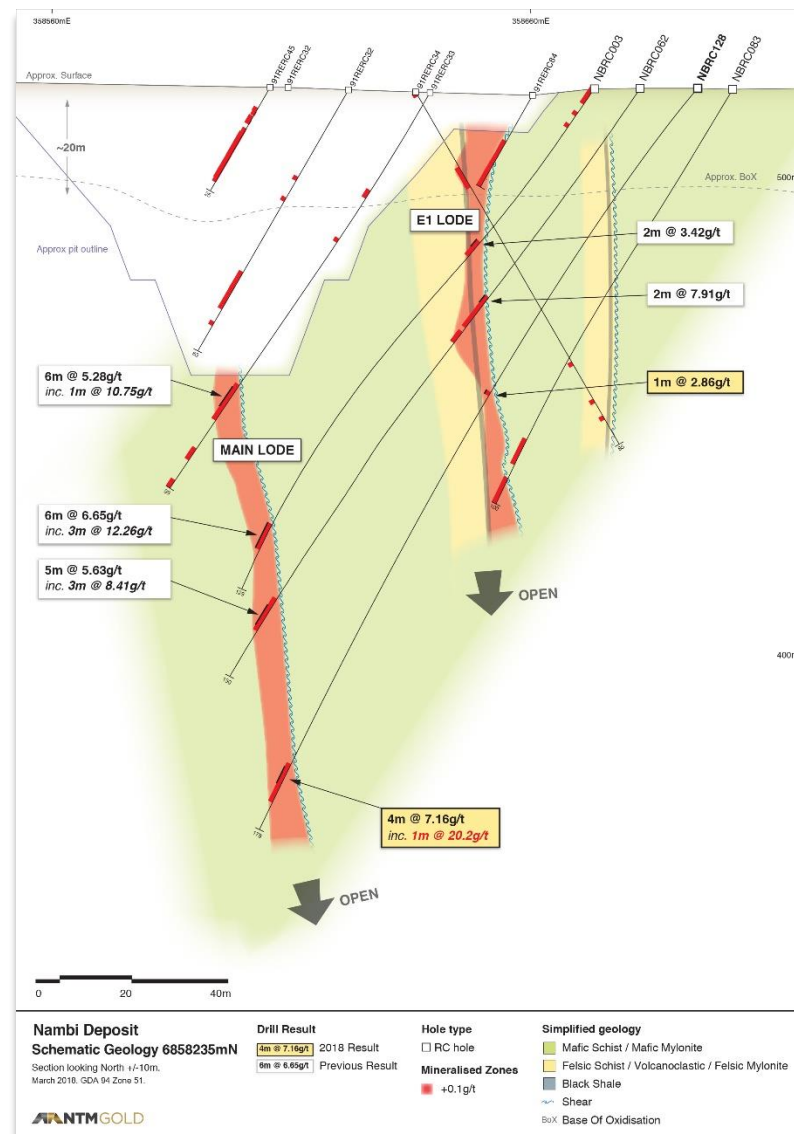 358560mE
358660mE
91RERC45
91RERC32
91RERC32
91RERC34
91RERC33
91RERC84
NBRC003
NBRC062
NBRC128
NBRC083
Approx. Surface
~20m
500m
Approx. BoX
E1 LODE
Approx pit outline
2m @ 3.42g/t
2m @ 7.91g/t
6m @ 5.28g/t
inc. 1m @ 10.75g/t
1m @ 2.86g/t
MAIN LODE
6m @ 6.65g/t
inc. 3m @ 12.26g/t
5m @ 5.63g/t
inc. 3m @ 8.41g/t
OPEN
400m
4m @ 7.16g/t
inc. 1m @ 20.2g/t
OPEN
0 20 40m
Nambi Deposit
Schematic Geology 6858235mN
Section looking North +/-10m.
March 2018. GDA 94 Zone 51.
NTMGOLD
Drill Result
4m @ 7.16g/t 2018 Result
6m @ 6.65g/t Previous Result
Hole type
RC hole
Mineralised Zones
+0.1g/t
Simplified geology
Mafic Schist / Mafic Mylonite
Felsic Schist / Volcanoclastic / Felsic Mylonite
Black Shale
Shear
BoX Base Of Oxidisation